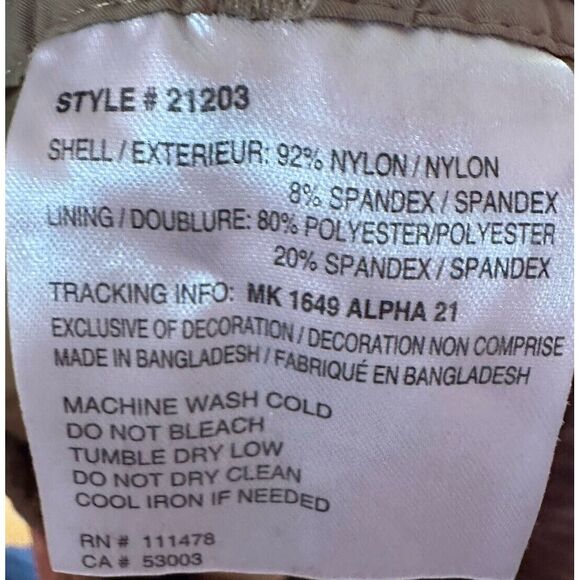 STYLE # 21203
SHELL / EXTERIEUR: 92% NYLON / NYLON
8% SPANDEX / SPANDEX
LINING / DOUBLURE: 80% POLYESTER/POLYESTER
20% SPANDEX / SPANDEX
TRACKING INFO: MK 1649 ALPHA 21
EXCLUSIVE OF DECORATION / DECORATION NON COMPRISE
MADE IN BANGLADESH / FABRIQUÉ EN BANGLADESH
MACHINE WASH COLD
DO NOT BLEACH
TUMBLE DRY LOW
DO NOT DRY CLEAN
COOL IRON IF NEEDED
RN # 111478
CA # 53003